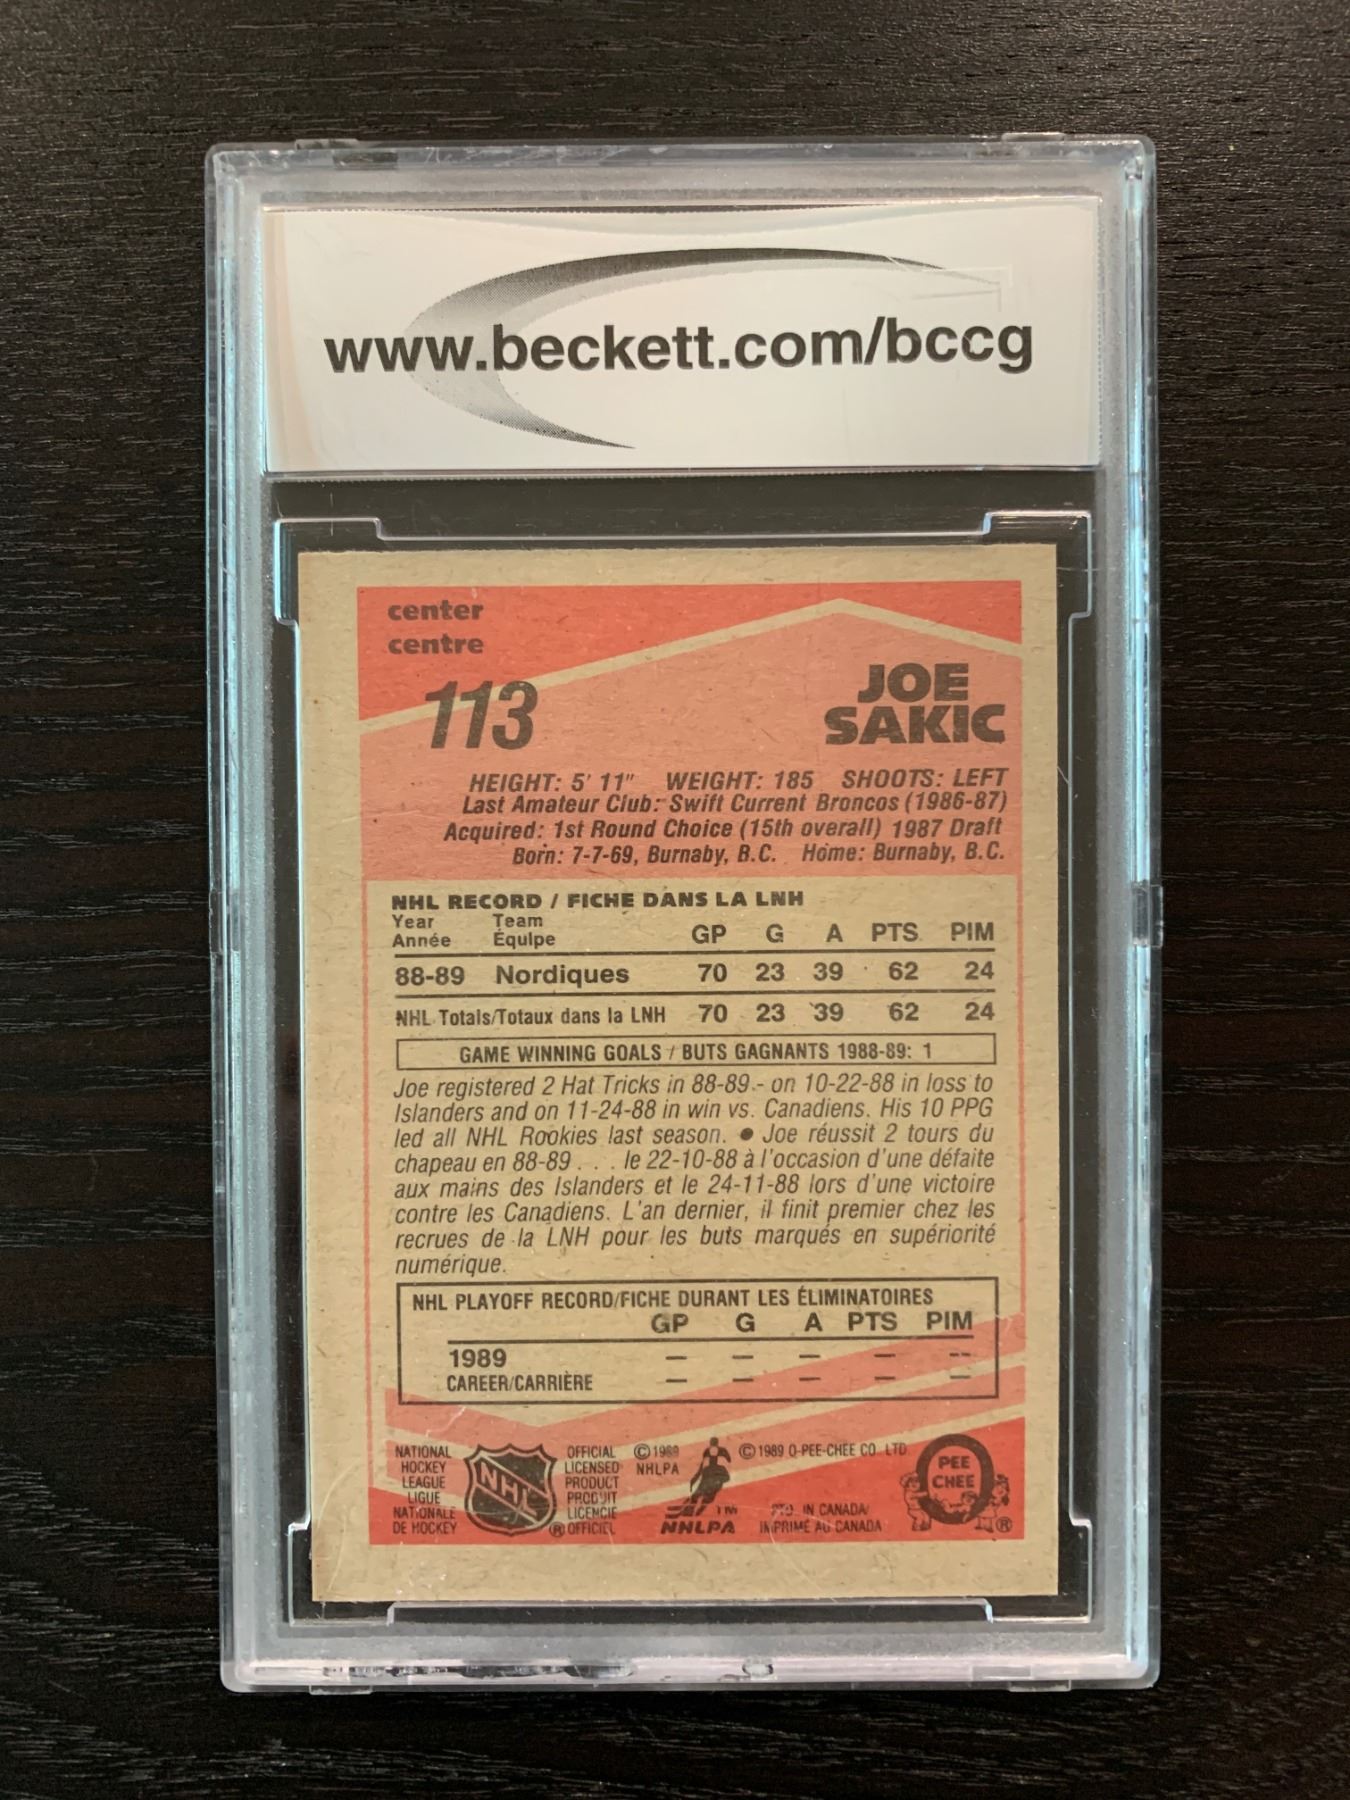 www.beckett.com/bccg
center
centre
113
JOE
SAKIC
HEIGHT: 5' 11" WEIGHT: 185 SHOOTS: LEFT
Last Amateur Club: Swift Current Broncos (1986-87)
Acquired: 1st Round Choice (15th overall) 1987 Draft
Born: 7-7-69, Burnaby, B.C. Home: Burnaby, B.C.
NHL RECORD / FICHE DANS LA LNH
Year Team
Année Équipe GP G A PTS PIM
88-89 Nordiques 70 23 39 62 24
NHL Totals/Totaux dans la LNH 70 23 39 62 24
GAME WINNING GOALS / BUTS GAGNANTS 1988-89: 1
Joe registered 2 Hat Tricks in 88-89 - on 10-22-88 in loss to
Islanders and on 11-24-88 in win vs. Canadiens. His 10 PPG
led all NHL Rookies last season. • Joe réussit 2 tours du
chapeau en 88-89 . . . le 22-10-88 à l'occasion d'une défaite
aux mains des Islanders et le 24-11-88 lors d'une victoire
contre les Canadiens. L'an dernier, il finit premier chez les
recrues de la LNH pour les buts marqués en supériorité
numérique.
NHL PLAYOFF RECORD/FICHE DURANT LES ÉLIMINATOIRES
GP G A PTS PIM
1989 — — — — --
CAREER/CARRIÈRE — — — — —
NATIONAL
HOCKEY
LEAGUE
LIGUE
NATIONALE
DE HOCKEY
NHL
®
OFFICIAL
LICENSED
PRODUCT
PRODUIT
LICENCIÉ
OFFICIEL
© 1989
NHLPA
TM
NHLPA
© 1989 O-PEE-CHEE CO. LTD.
PTD. IN CANADA/
IMPRIMÉ AU CANADA
O
PEE
CHEE
®